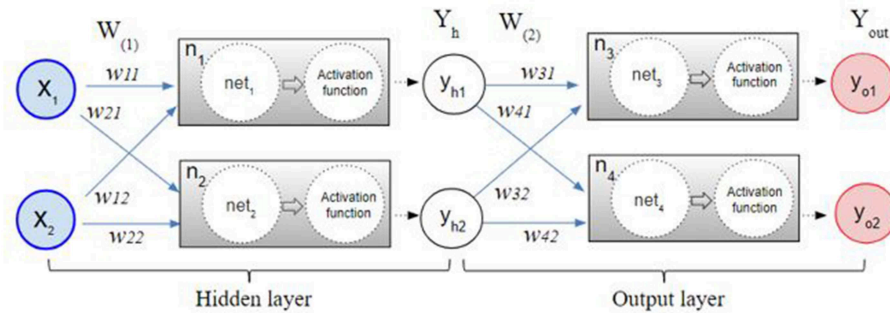 W(1)
Yh
W(2)
Yout
w11
n1
net1
Activation function
X1
yh1
w31
n3
net3
Activation function
yo1
w21
w41
n2
net2
Activation function
w12
n4
net4
Activation function
w32
X2
w22
yh2
w42
yo2
Hidden layer
Output layer